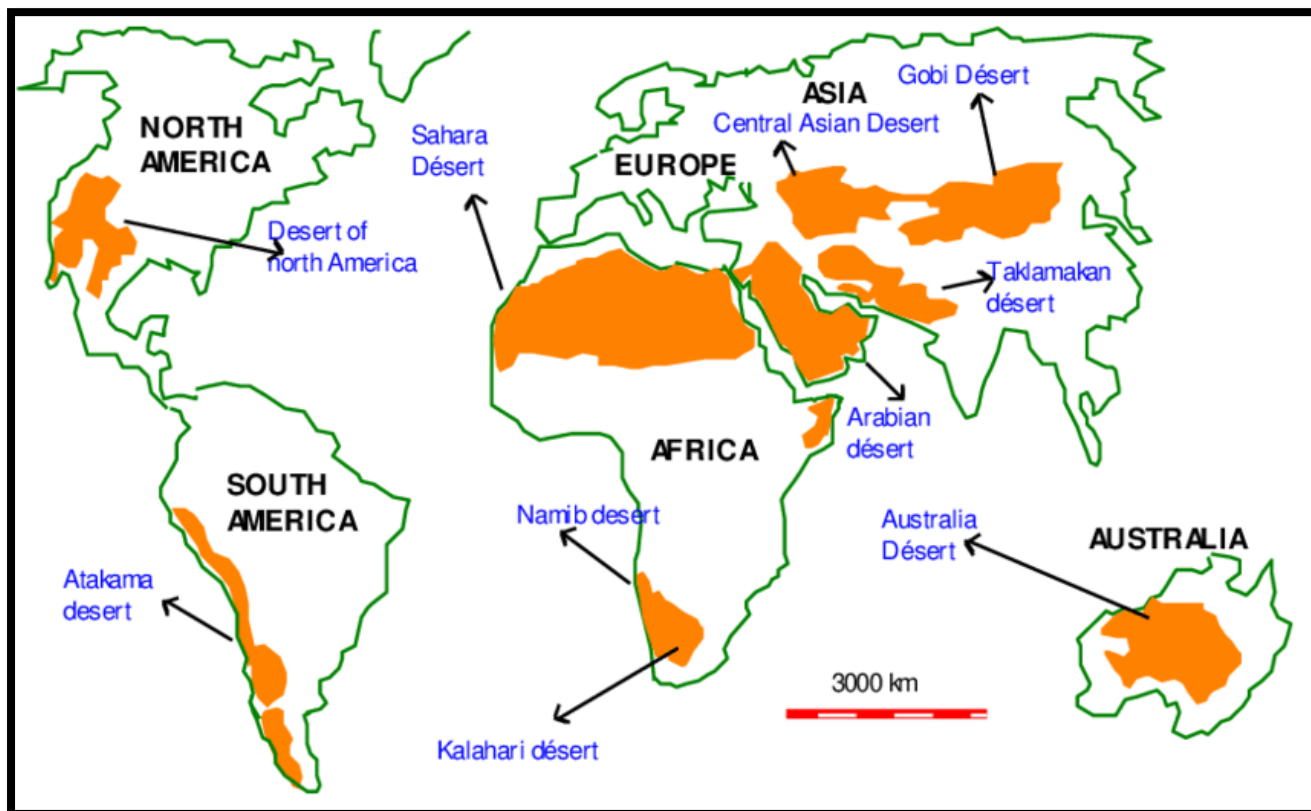 Gobi Désert
ASIA
Central Asian Desert
NORTH
AMERICA
Sahara
Désert
EUROPE
Desert of
north America
Taklamakan
désert
Arabian
désert
AFRICA
SOUTH
AMERICA
Namib desert
Australia
Désert
AUSTRALIA
Atakama
desert
3000 km
Kalahari désert